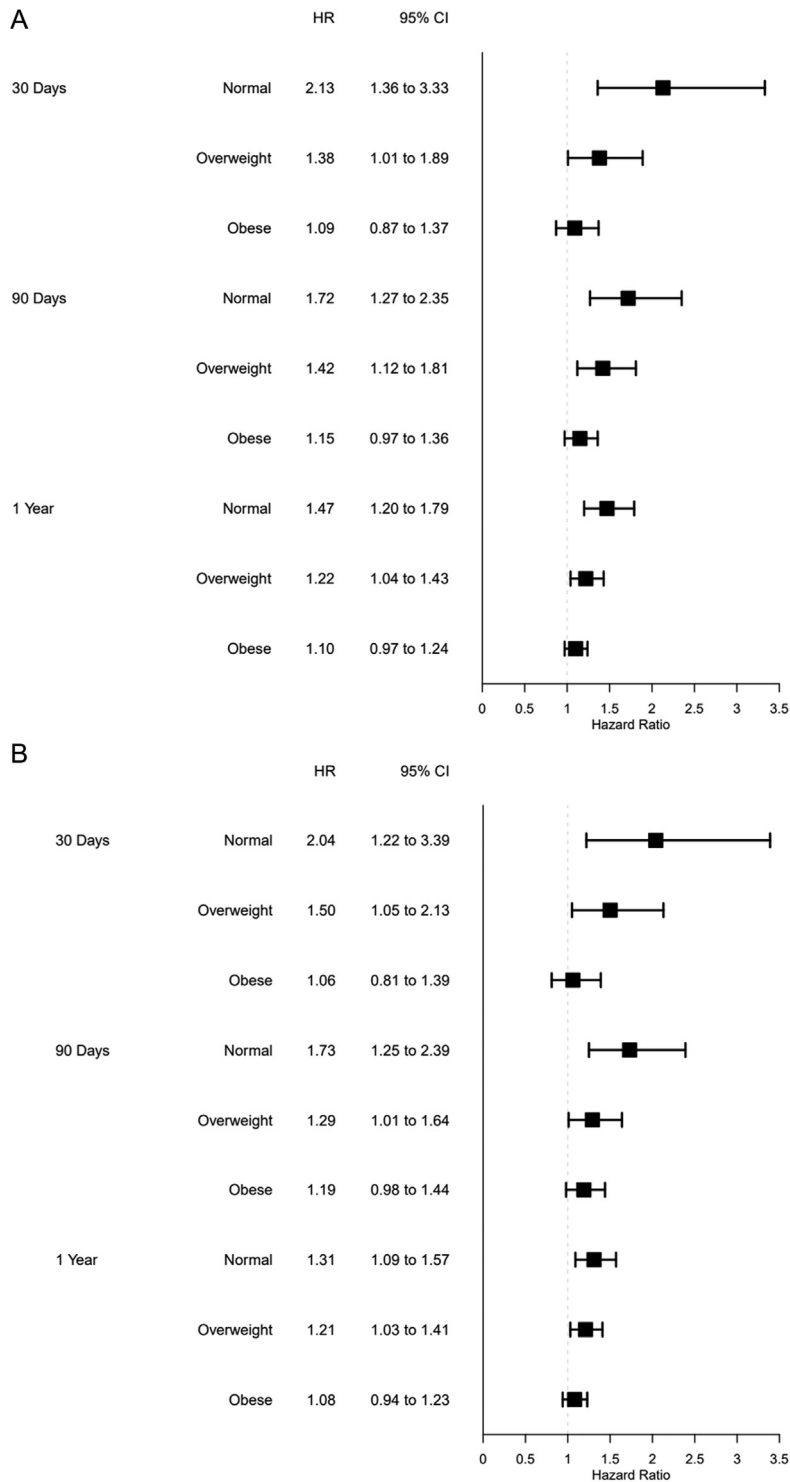 A
HR 95% CI
30 Days Normal 2.13 1.36 to 3.33
Overweight 1.38 1.01 to 1.89
Obese 1.09 0.87 to 1.37
90 Days Normal 1.72 1.27 to 2.35
Overweight 1.42 1.12 to 1.81
Obese 1.15 0.97 to 1.36
1 Year Normal 1.47 1.20 to 1.79
Overweight 1.22 1.04 to 1.43
Obese 1.10 0.97 to 1.24
0 0.5 1 1.5 2 2.5 3 3.5
Hazard Ratio
B
HR 95% CI
30 Days Normal 2.04 1.22 to 3.39
Overweight 1.50 1.05 to 2.13
Obese 1.06 0.81 to 1.39
90 Days Normal 1.73 1.25 to 2.39
Overweight 1.29 1.01 to 1.64
Obese 1.19 0.98 to 1.44
1 Year Normal 1.31 1.09 to 1.57
Overweight 1.21 1.03 to 1.41
Obese 1.08 0.94 to 1.23
0 0.5 1 1.5 2 2.5 3 3.5
Hazard Ratio